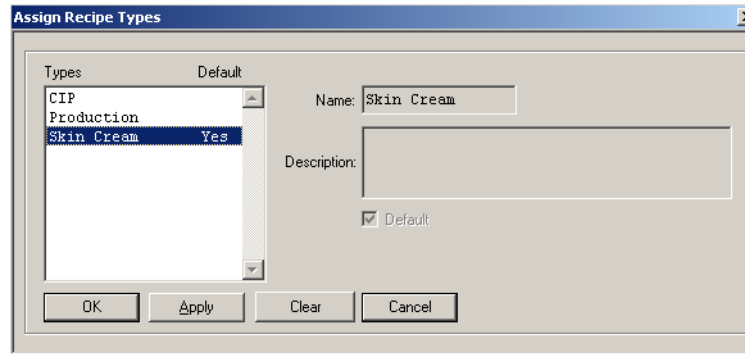 Assign Recipe Types
Types Default
CIP
Production
Skin Cream Yes
Name: Skin Cream
Description:
Default
OK Apply Clear Cancel